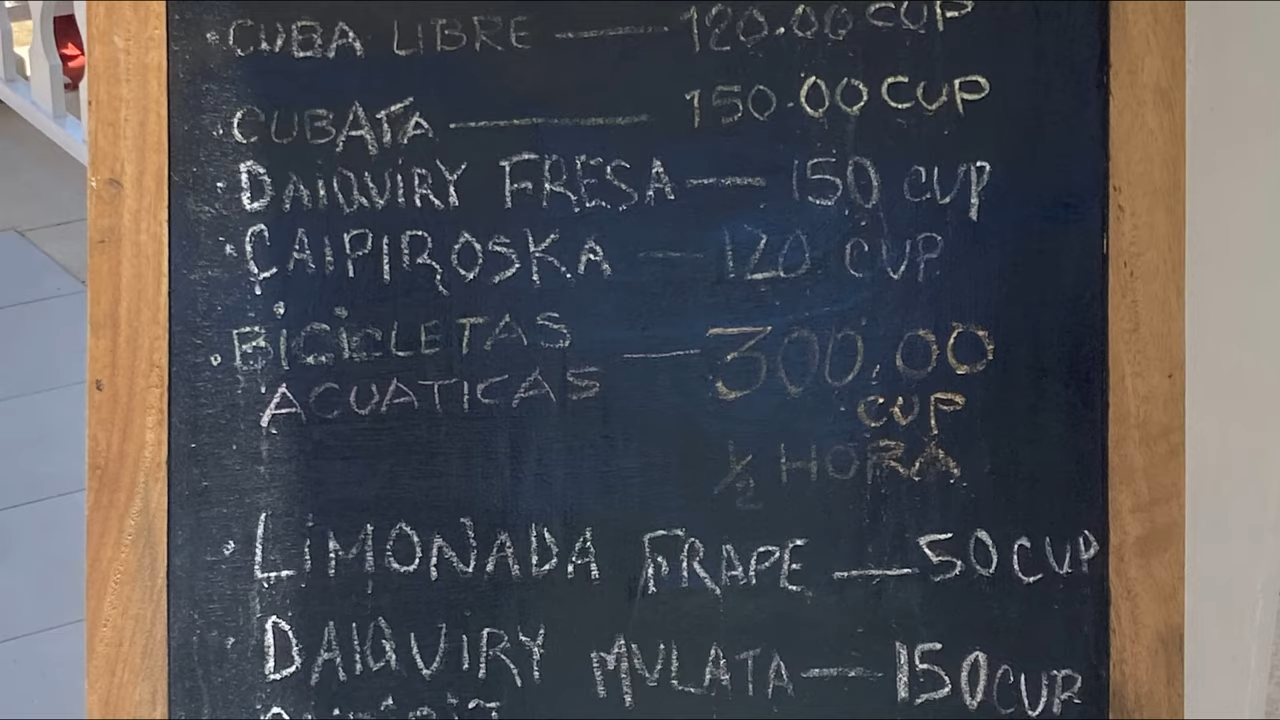 ·CUBA LIBRE — 120.00 CUP
·CUBATA — 150.00 CUP
·DAIQUIRY FRESA — 150 CUP
·CAIPIROSKA — 120 CUP
·BICICLETAS
ACUATICAS — 300.00
CUP
1/2 HORA
·LIMONADA FRAPE — 50 CUP
·DAIQUIRY MULATA — 150 CUP